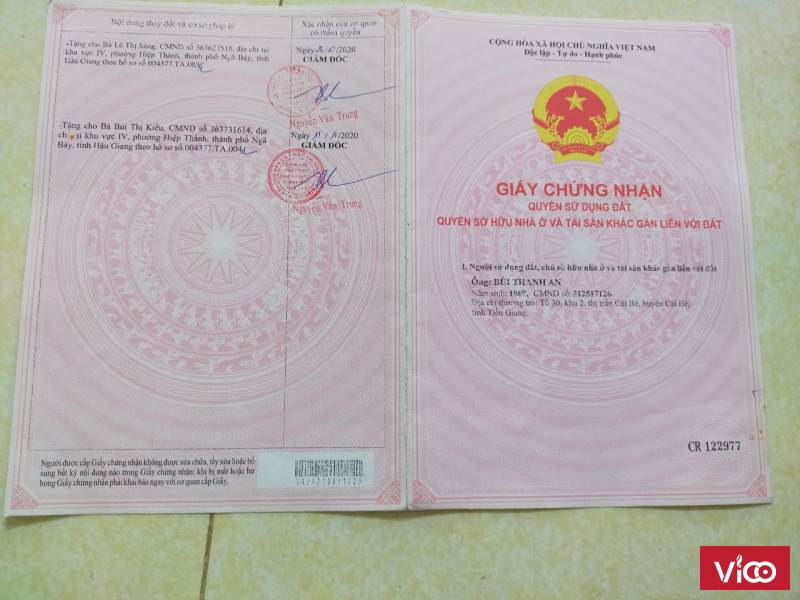 Nội dung thay đổi và cơ sở pháp lý
Xác nhận của cơ quan
có thẩm quyền
-Tặng cho Bà Lê Thị Sáng, CMND số 363627510, địa chỉ tại
khu vực IV, phường Hiệp Thành, thành phố Ngã Bảy, tỉnh
Hậu Giang theo hồ sơ số 004377.TA.003
Ngày /2020
GIÁM ĐỐC
Nguyễn Văn Trung
-Tặng cho Bà Bùi Thị Kiều, CMND số 363731614, địa
chỉ tại khu vực IV, phường Hiệp Thành, thành phố Ngã
Bảy, tỉnh Hậu Giang theo hồ sơ số 004377.TA.004
Ngày /2020
GIÁM ĐỐC
Nguyễn Văn Trung
Người được cấp Giấy chứng nhận không được sửa chữa, tẩy xóa hoặc bổ
sung bất kỳ nội dung nào trong Giấy chứng nhận; khi bị mất hoặc hư
hỏng Giấy chứng nhận phải khai báo ngay với cơ quan cấp Giấy.
CỘNG HÒA XÃ HỘI CHỦ NGHĨA VIỆT NAM
Độc lập - Tự do - Hạnh phúc
GIẤY CHỨNG NHẬN
QUYỀN SỬ DỤNG ĐẤT
QUYỀN SỞ HỮU NHÀ Ở VÀ TÀI SẢN KHÁC GẮN LIỀN VỚI ĐẤT
I. Người sử dụng đất, chủ sở hữu nhà ở và tài sản khác gắn liền với đất
Ông: BÙI THANH AN
Năm sinh: CMND số: 312557126
Địa chỉ thường trú: Tổ 30, khu 2, thị trấn Cái Bè, huyện Cái Bè,
tỉnh Tiền Giang.
CR 122977
Vico